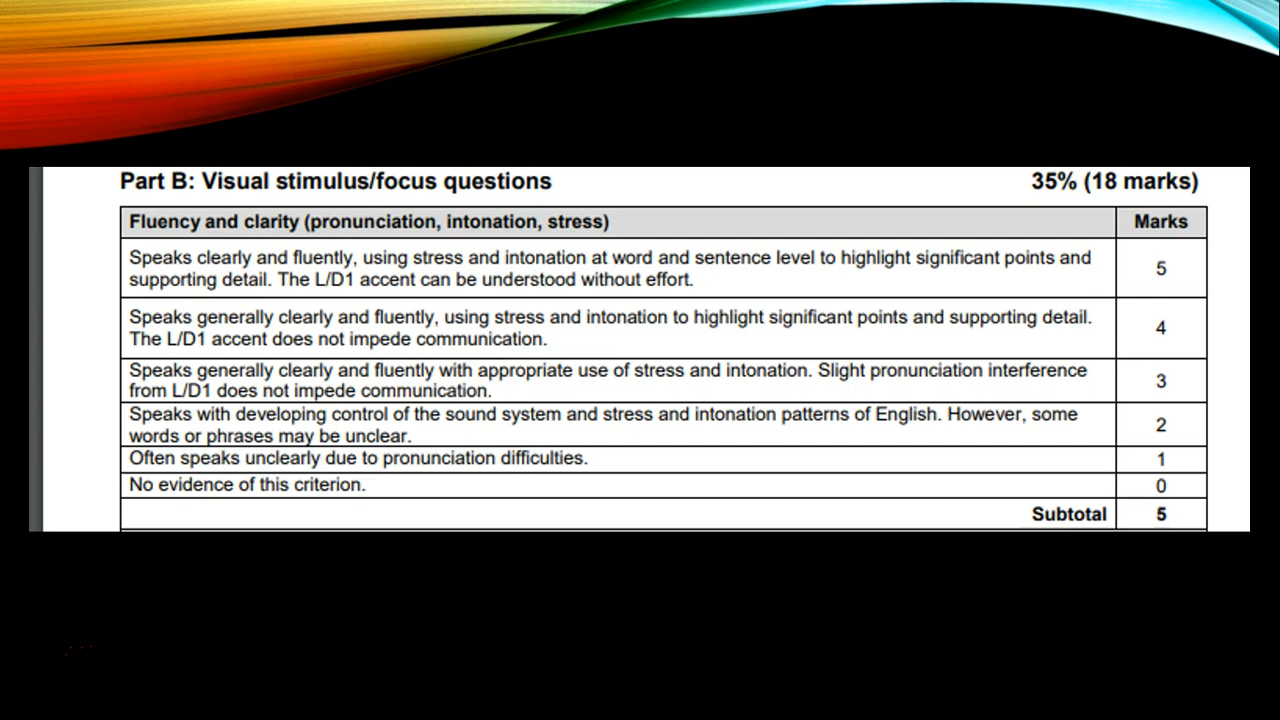 Part B: Visual stimulus/focus questions 35% (18 marks)
Fluency and clarity (pronunciation, intonation, stress) Marks
Speaks clearly and fluently, using stress and intonation at word and sentence level to highlight significant points and
supporting detail. The L/D1 accent can be understood without effort. 5
Speaks generally clearly and fluently, using stress and intonation to highlight significant points and supporting detail.
The L/D1 accent does not impede communication. 4
Speaks generally clearly and fluently with appropriate use of stress and intonation. Slight pronunciation interference
from L/D1 does not impede communication. 3
Speaks with developing control of the sound system and stress and intonation patterns of English. However, some
words or phrases may be unclear. 2
Often speaks unclearly due to pronunciation difficulties. 1
No evidence of this criterion. 0
Subtotal 5